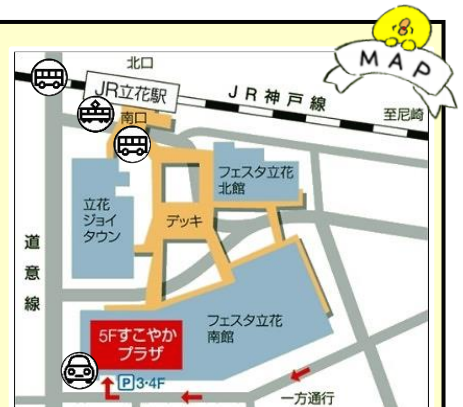 MAP
北口
JR立花駅
JR神戸線
至尼崎
南口
フェスタ立花
北館
立花
ジョイ
タウン
デッキ
道意線
フェスタ立花
南館
5Fすこやか
プラザ
P3·4F
一方通行